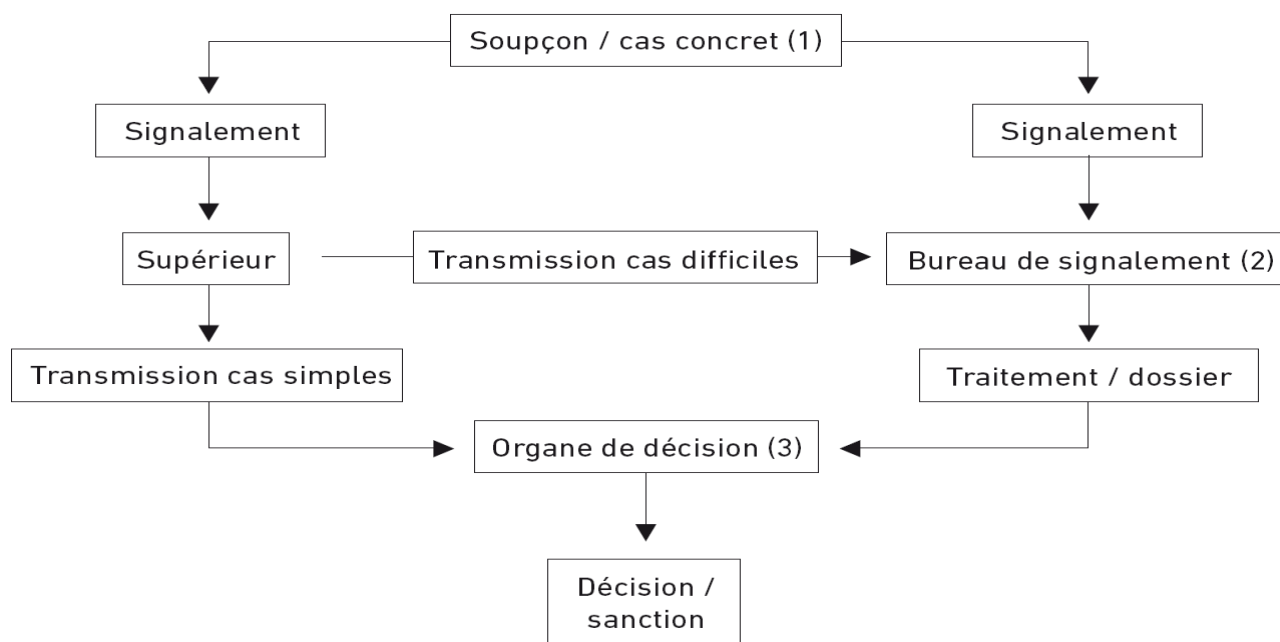 Soupçon / cas concret (1)
Signalement
Signalement
Supérieur
Transmission cas difficiles
Bureau de signalement (2)
Transmission cas simples
Traitement / dossier
Organe de décision (3)
Décision /
sanction